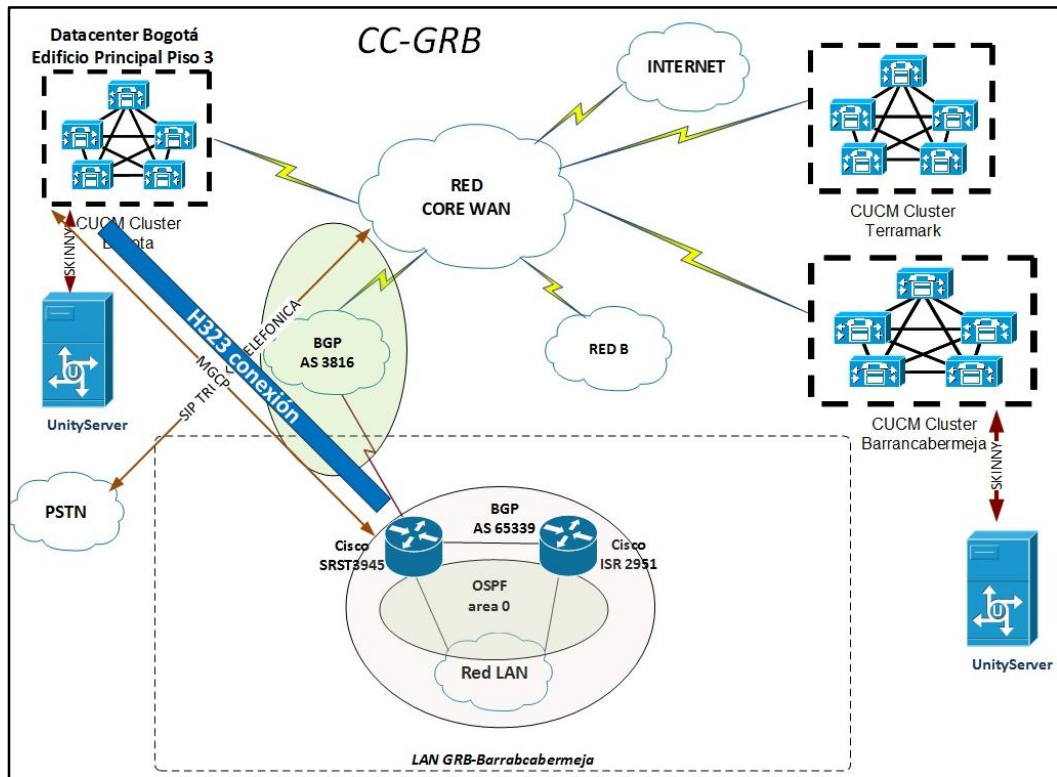 CC-GRB
Datacenter Bogotá
Edificio Principal Piso 3
INTERNET
RED
CORE WAN
CUCM Cluster
SKINNY
UnityServer
CUCM Cluster
Terramark
H323 conexión
MGCP
SIP TRI
ELEFONICA
BGP
AS 3816
RED B
CUCM Cluster
Barrancabermeja
SKINNY
UnityServer
PSTN
BGP
AS 65339
Cisco
SRST3945
Cisco
ISR 2951
OSPF
area 0
Red LAN
LAN GRB-Barrabcabermeja